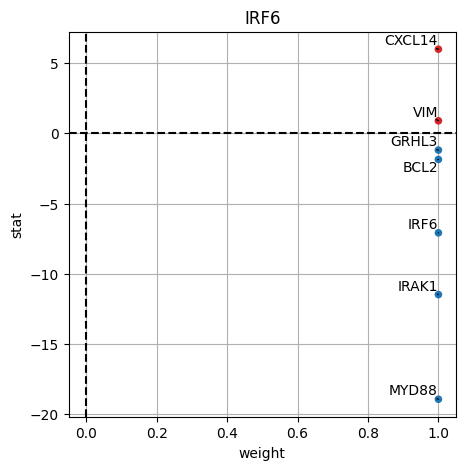 IRF6
CXCL14
5
VIM
0
GRHL3
BCL2
−5
IRF6
stat
−10
IRAK1
−15
MYD88
−20
0.0 0.2 0.4 0.6 0.8 1.0
weight